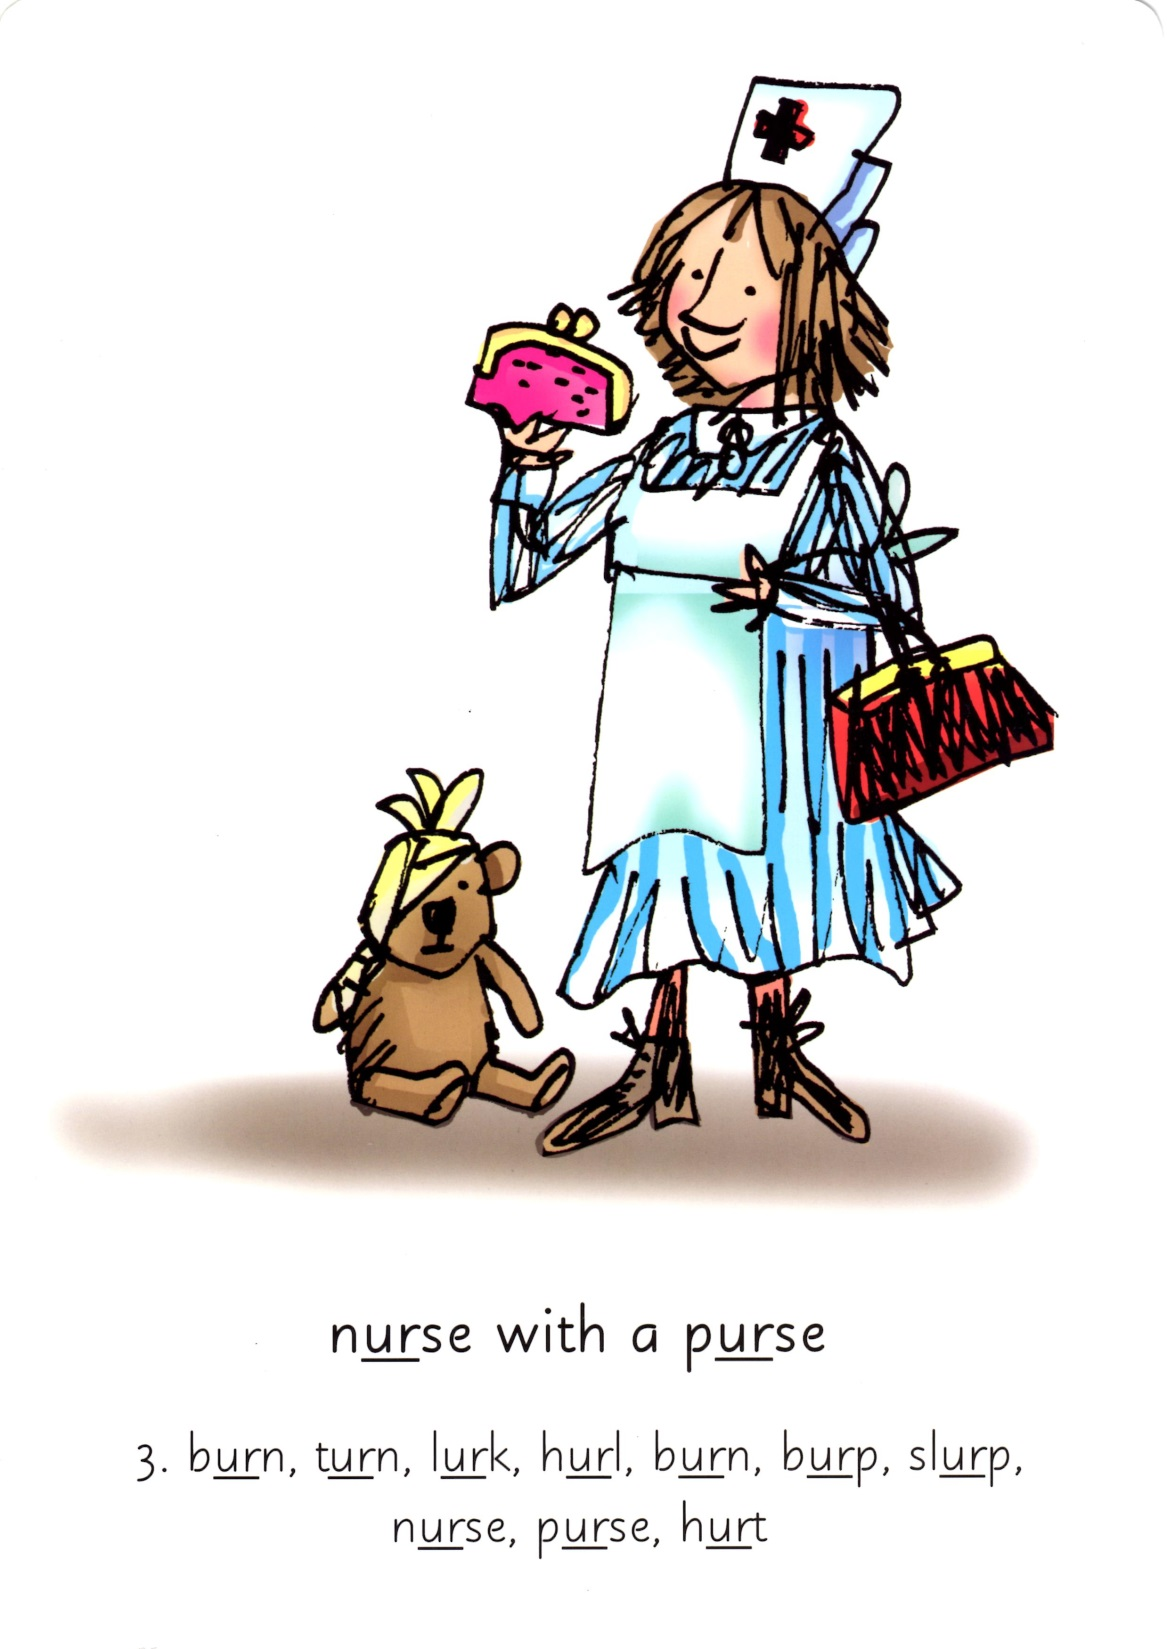 nurse with a purse
3. burn, turn, lurk, hurl, burn, burp, slurp,
nurse, purse, hurt